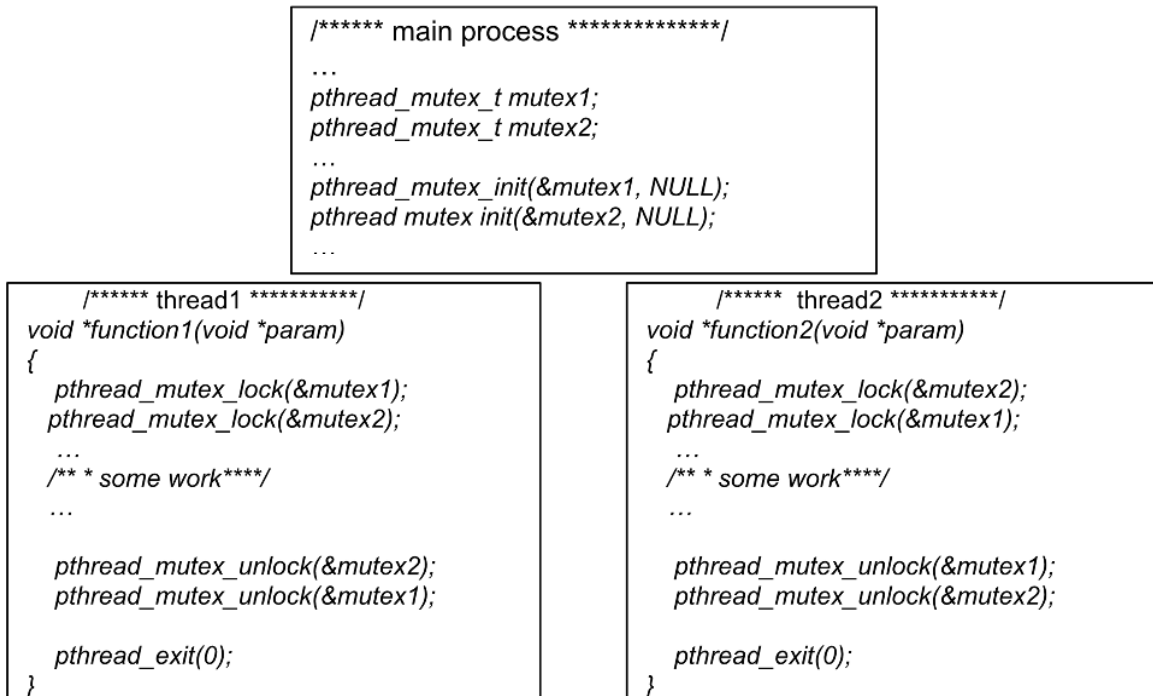 /****** main process **************/
…
pthread_mutex_t mutex1;
pthread_mutex_t mutex2;
…
pthread_mutex_init(&mutex1, NULL);
pthread mutex init(&mutex2, NULL);
…
/****** thread1 ***********/
void *function1(void *param)
{
pthread_mutex_lock(&mutex1);
pthread_mutex_lock(&mutex2);
…
/** * some work****/
…
pthread_mutex_unlock(&mutex2);
pthread_mutex_unlock(&mutex1);
pthread_exit(0);
}
/****** thread2 ***********/
void *function2(void *param)
{
pthread_mutex_lock(&mutex2);
pthread_mutex_lock(&mutex1);
…
/** * some work****/
…
pthread_mutex_unlock(&mutex1);
pthread_mutex_unlock(&mutex2);
pthread_exit(0);
}